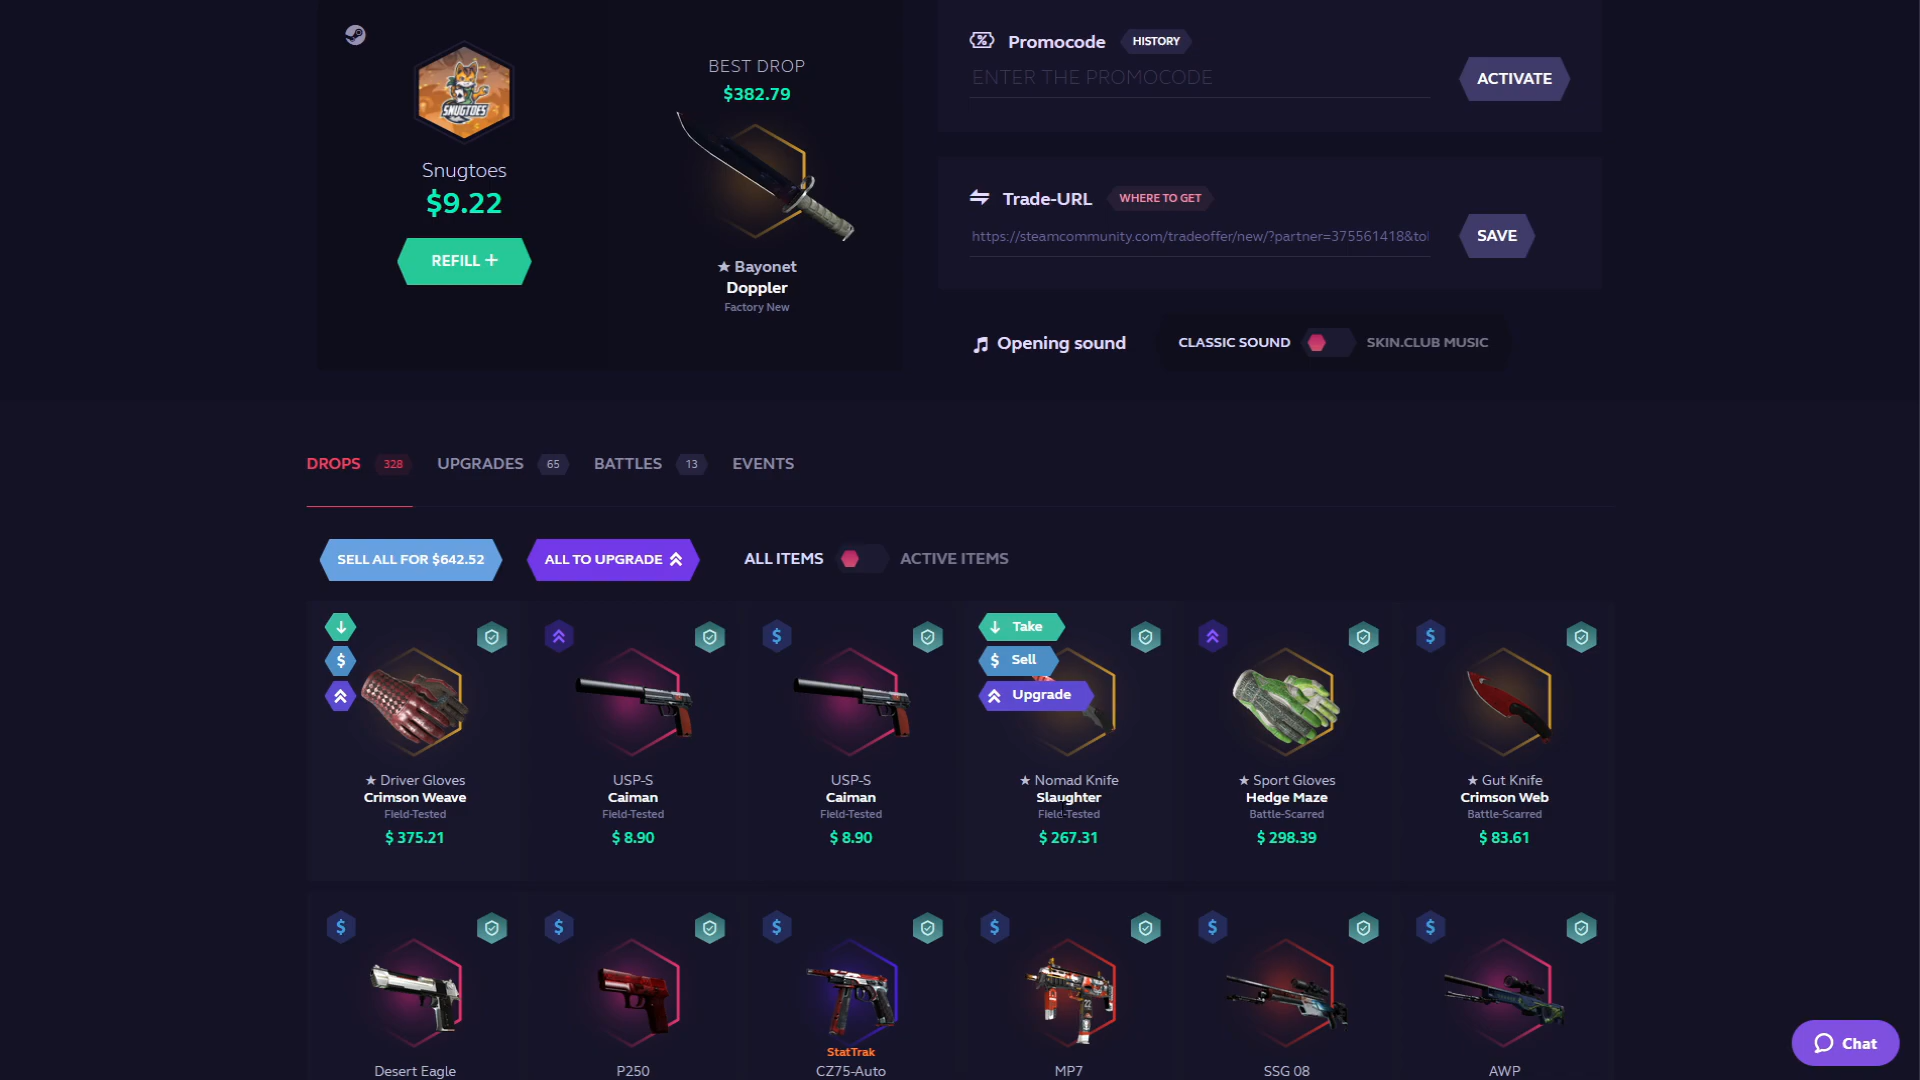 SNUGTOES
Snugtoes
$9.22
REFILL +
BEST DROP
$382.79
★ Bayonet
Doppler
Factory New
Promocode
HISTORY
ENTER THE PROMOCODE
ACTIVATE
Trade-URL
WHERE TO GET
https://steamcommunity.com/tradeoffer/new/?partner=375561418&to
SAVE
Opening sound
CLASSIC SOUND
SKIN.CLUB MUSIC
DROPS 328
UPGRADES 65
BATTLES 13
EVENTS
SELL ALL FOR $642.52
ALL TO UPGRADE
ALL ITEMS
ACTIVE ITEMS
$
★ Driver Gloves
Crimson Weave
Field-Tested
$ 375.21
USP-S
Caiman
Field-Tested
$ 8.90
$
USP-S
Caiman
Field-Tested
$ 8.90
Take
$ Sell
Upgrade
★ Nomad Knife
Slaughter
Field-Tested
$ 267.31
★ Sport Gloves
Hedge Maze
Battle-Scarred
$ 298.39
$
★ Gut Knife
Crimson Web
Battle-Scarred
$ 83.61
$
Desert Eagle
$
P250
$
StatTrak
CZ75-Auto
$
MP7
$
SSG 08
$
AWP
Chat